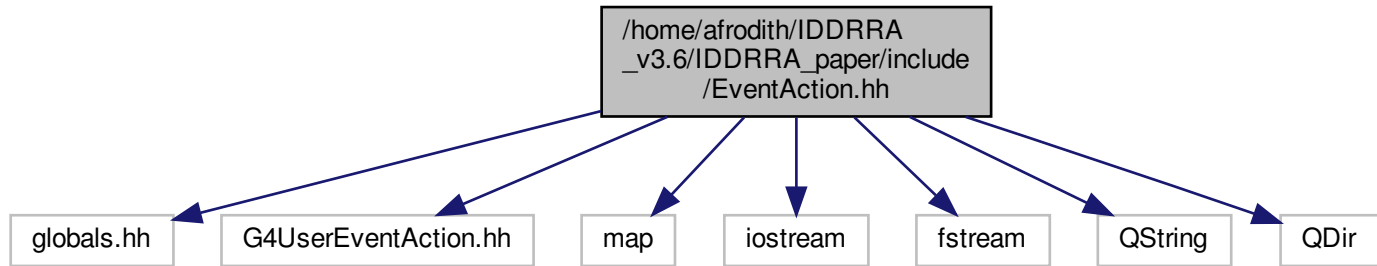 /home/afrodith/IDDRRA
_v3.6/IDDRRA_paper/include
/EventAction.hh
globals.hh
G4UserEventAction.hh
map
iostream
fstream
QString
QDir